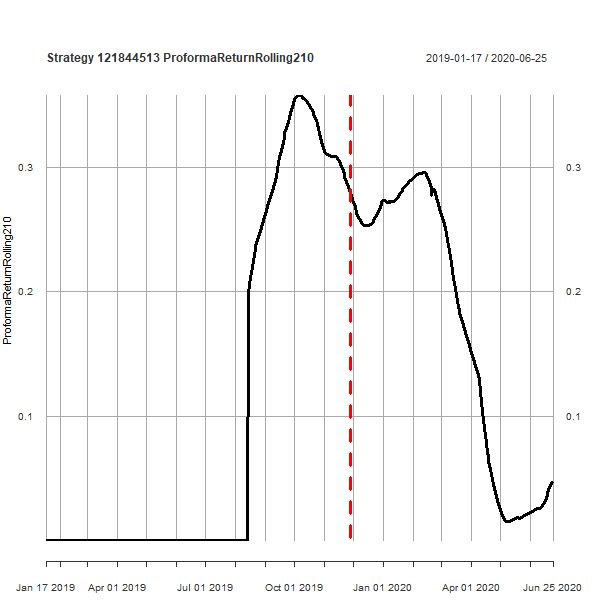 Strategy 121844513 ProformaReturnRolling210
2019-01-17 / 2020-06-25
ProformaReturnRolling210
0.3
0.3
0.2
0.2
0.1
0.1
Jan 17 2019
Apr 01 2019
Jul 01 2019
Oct 01 2019
Jan 01 2020
Apr 01 2020
Jun 25 2020